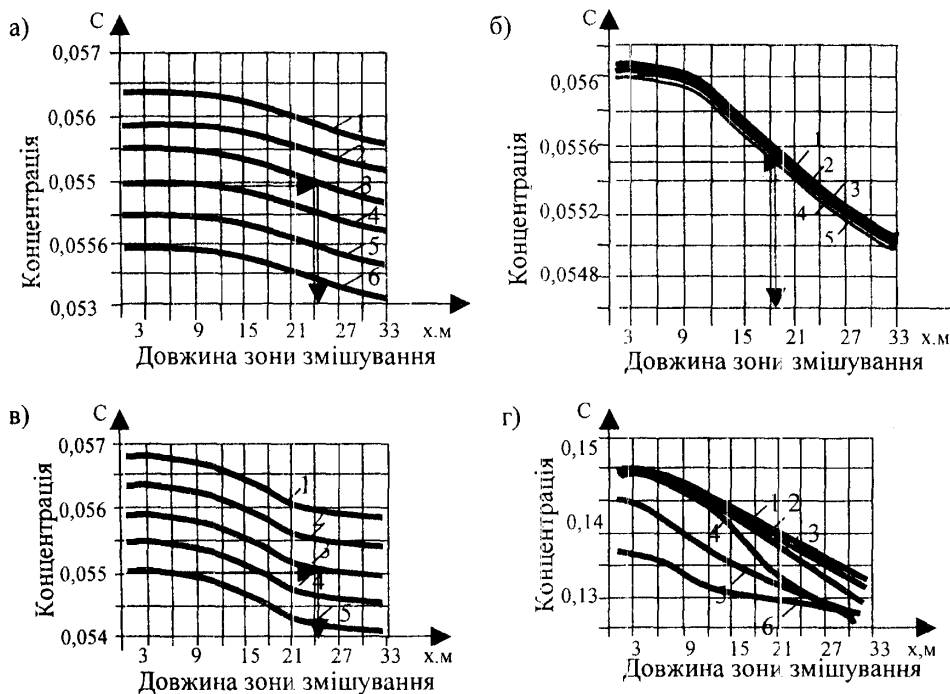 а)
C
Концентрація
0,057
0,056
0,055
0,0556
0,053
1
2
3
4
5
6
3 9 15 21 27 33 х.м
Довжина зони змішування
б)
C
Концентрація
0,056
0,0556
0,0552
0,0548
1
2
3
4
5
3 9 15 21 27 33 х.м
Довжина зони змішування
в)
C
Концентрація
0,057
0,056
0,055
0,054
1
2
3
4
5
3 9 15 21 27 33 х.м
Довжина зони змішування
г)
C
Концентрація
0,15
0,14
0,13
1 2
3
4
5
6
3 9 15 21 27 33 х,м
Довжина зони змішування